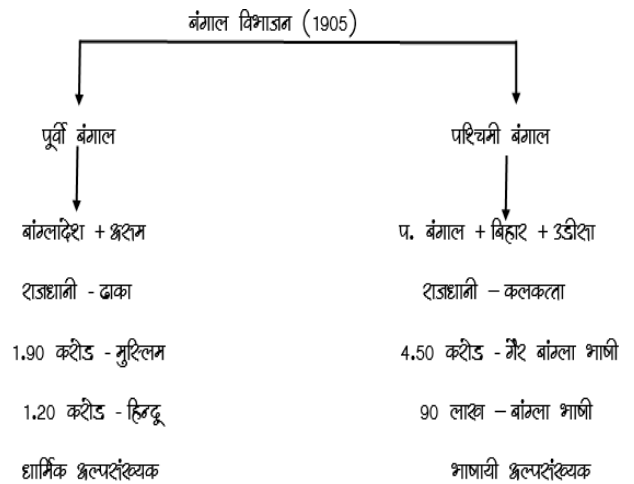 बंगाल विभाजन (1905)
पूर्वी बंगाल
पश्चिमी बंगाल
बांग्लादेश + असम
प. बंगाल + बिहार + उडीसा
राजधानी - ढाका
राजधानी – कलकत्ता
1.90 करोड - मुस्लिम
4.50 करोड - गैर बांग्ला भाषी
1.20 करोड - हिन्दू
90 लाख – बांग्ला भाषी
धार्मिक अल्पसंख्यक
भाषायी अल्पसंख्यक